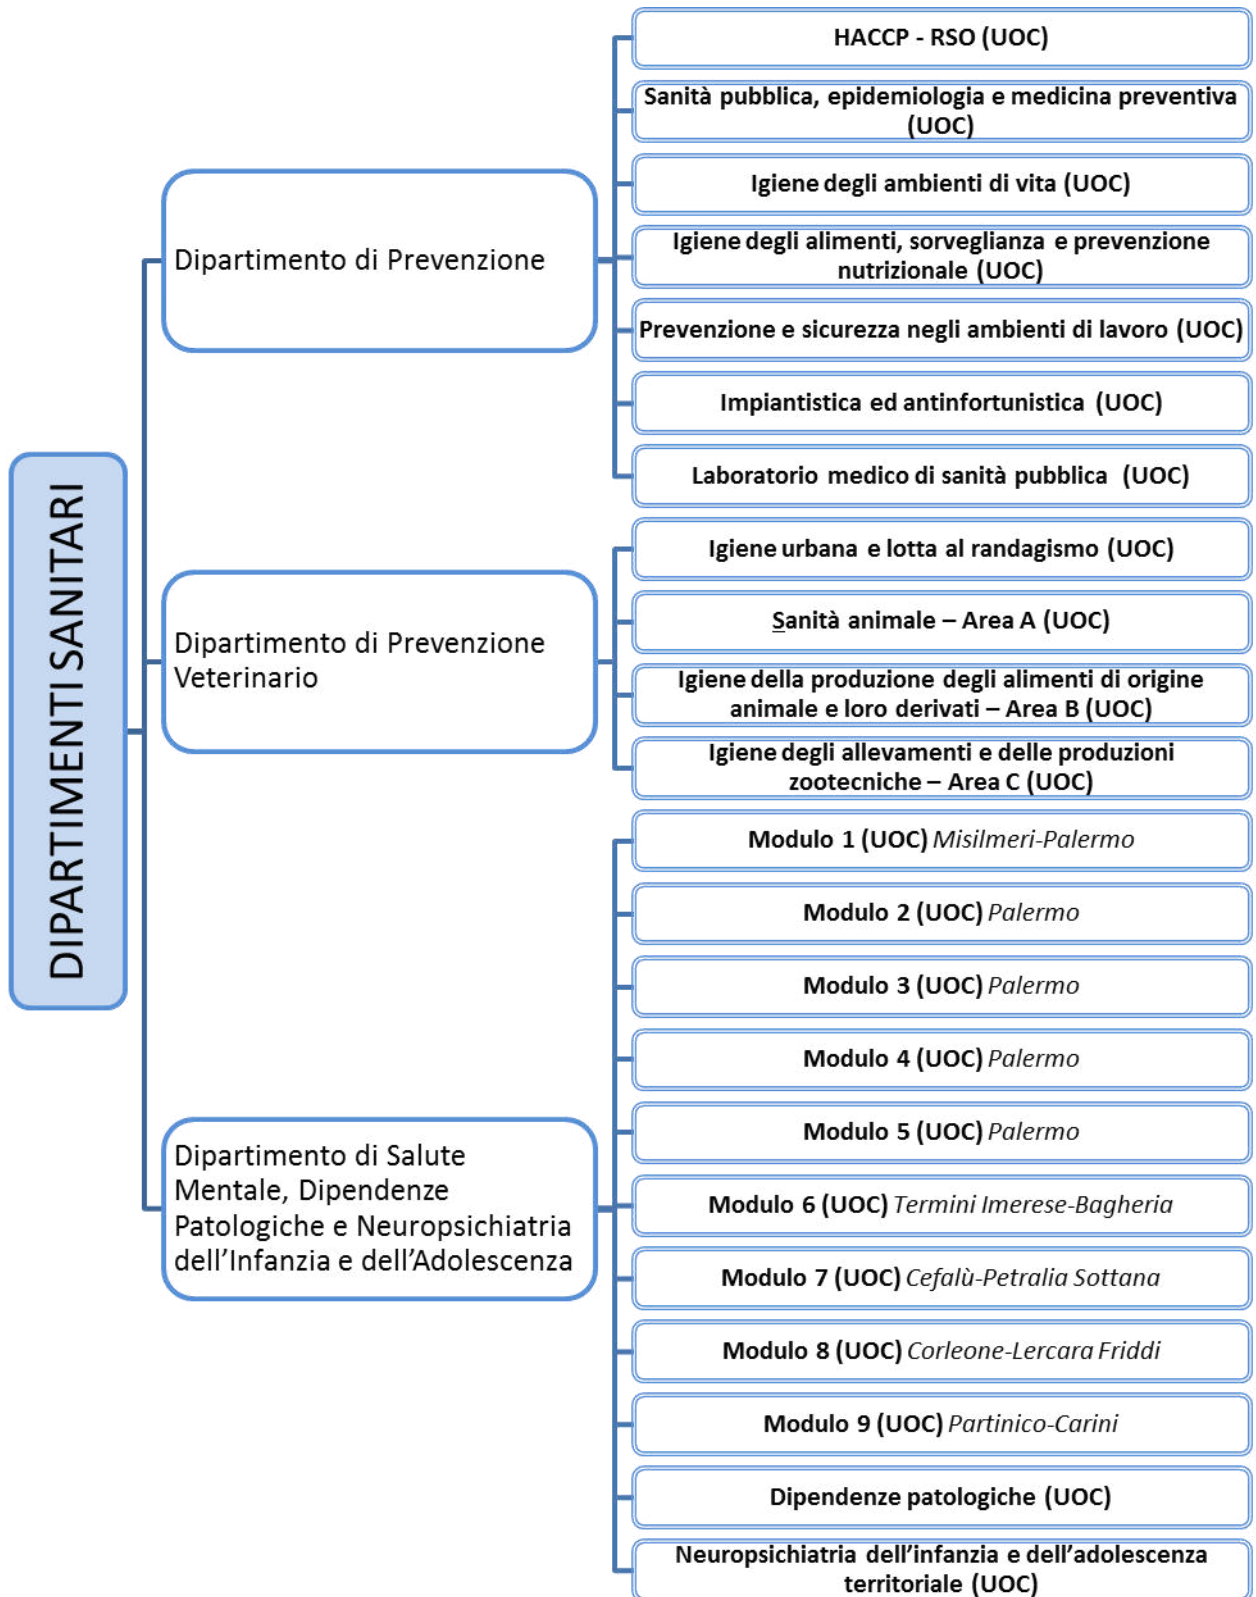 DIPARTIMENTI SANITARI
Dipartimento di Prevenzione
HACCP - RSO (UOC)
Sanità pubblica, epidemiologia e medicina preventiva
(UOC)
Igiene degli ambienti di vita (UOC)
Igiene degli alimenti, sorveglianza e prevenzione
nutrizionale (UOC)
Prevenzione e sicurezza negli ambienti di lavoro (UOC)
Impiantistica ed antinfortunistica (UOC)
Laboratorio medico di sanità pubblica (UOC)
Dipartimento di Prevenzione
Veterinario
Igiene urbana e lotta al randagismo (UOC)
Sanità animale – Area A (UOC)
Igiene della produzione degli alimenti di origine
animale e loro derivati – Area B (UOC)
Igiene degli allevamenti e delle produzioni
zootecniche – Area C (UOC)
Dipartimento di Salute
Mentale, Dipendenze
Patologiche e Neuropsichiatria
dell’Infanzia e dell’Adolescenza
Modulo 1 (UOC) Misilmeri-Palermo
Modulo 2 (UOC) Palermo
Modulo 3 (UOC) Palermo
Modulo 4 (UOC) Palermo
Modulo 5 (UOC) Palermo
Modulo 6 (UOC) Termini Imerese-Bagheria
Modulo 7 (UOC) Cefalù-Petralia Sottana
Modulo 8 (UOC) Corleone-Lercara Friddi
Modulo 9 (UOC) Partinico-Carini
Dipendenze patologiche (UOC)
Neuropsichiatria dell’infanzia e dell’adolescenza
territoriale (UOC)